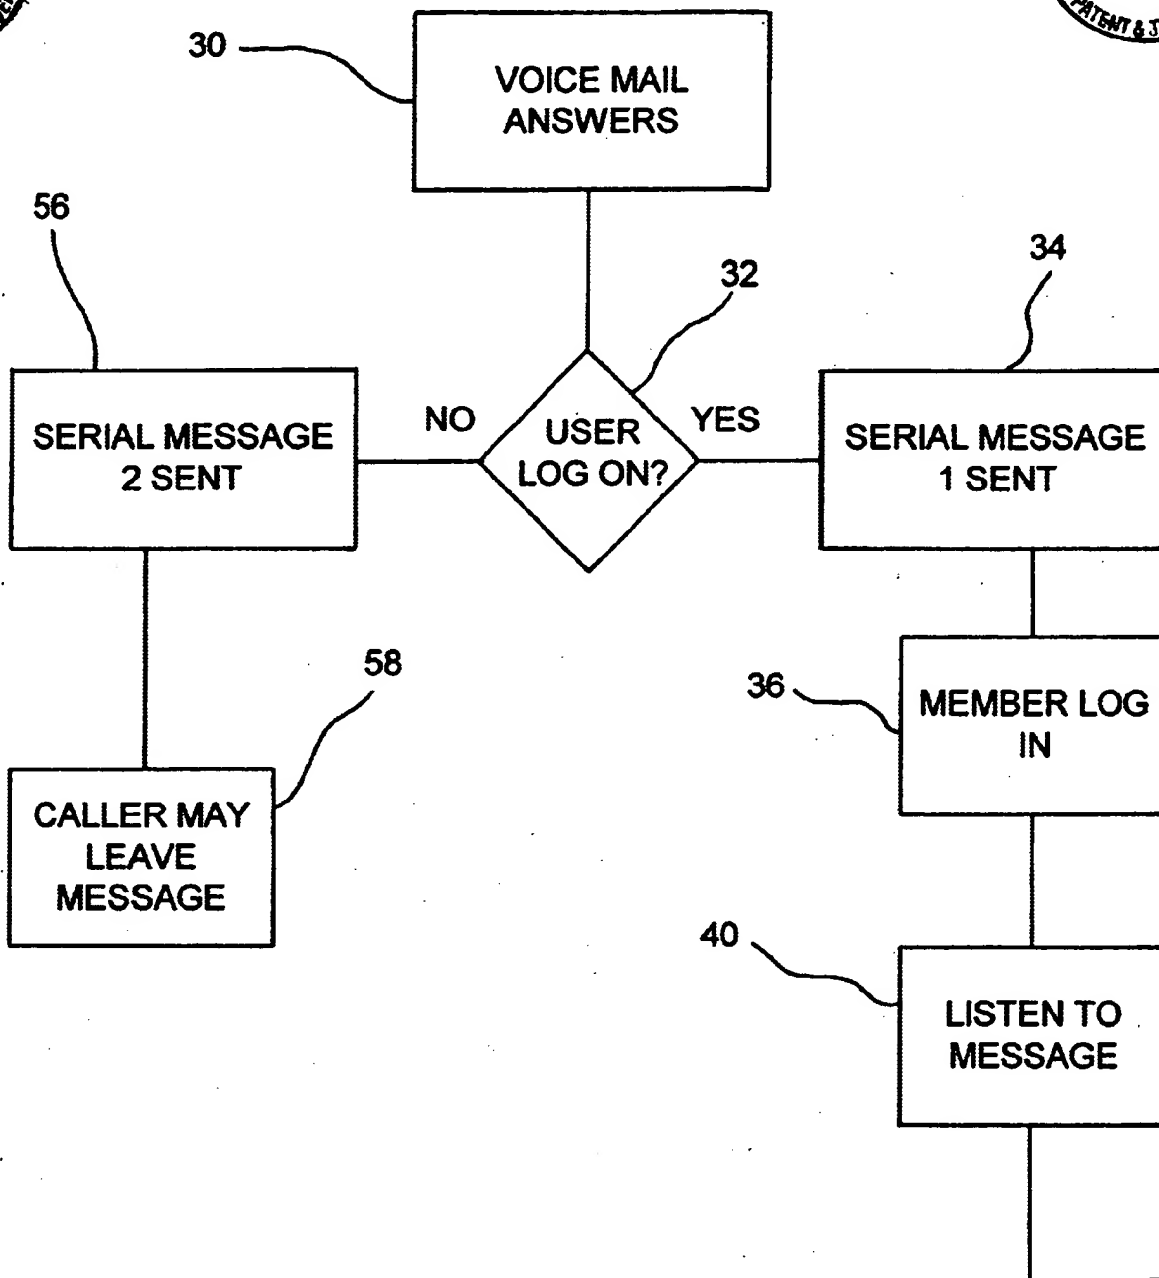 PATENT &
30
VOICE MAIL
ANSWERS
56
34
32
NO
YES
SERIAL MESSAGE
2 SENT
USER
LOG ON?
SERIAL MESSAGE
1 SENT
58
36
MEMBER LOG
IN
CALLER MAY
LEAVE
MESSAGE
40
LISTEN TO
MESSAGE